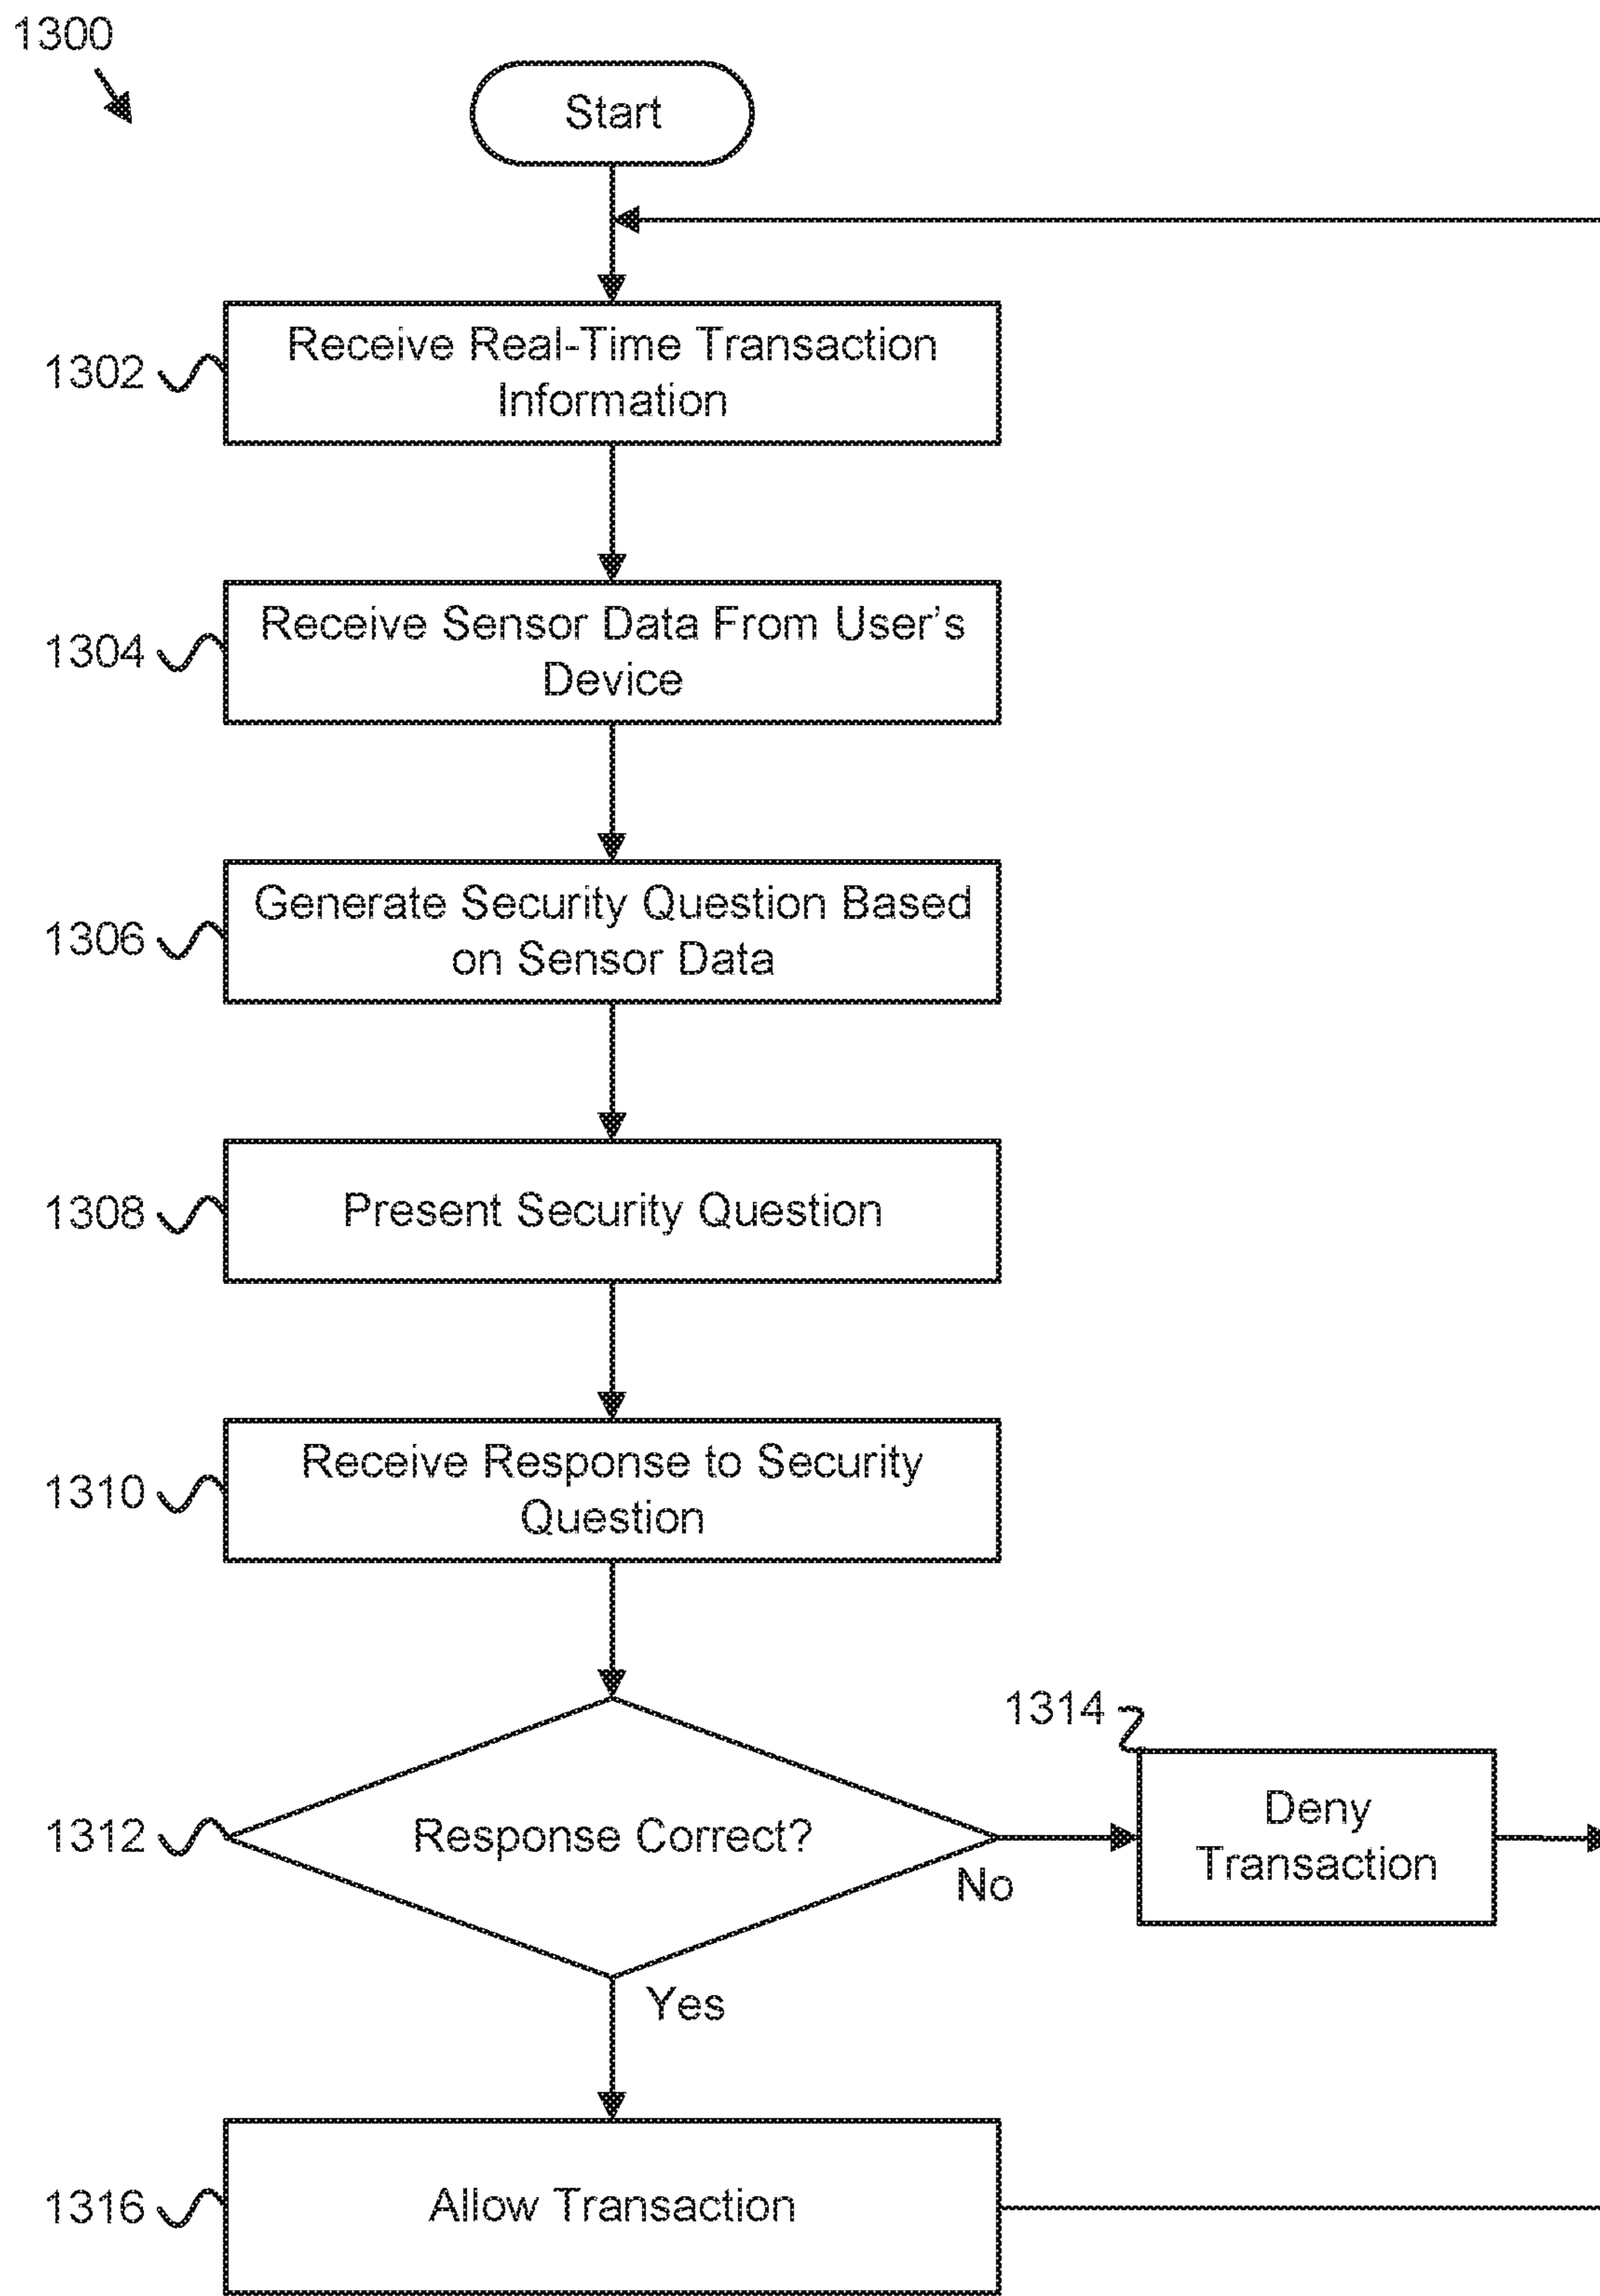 1300
Start
1302
Receive Real-Time Transaction
Information
1304
Receive Sensor Data From User’s
Device
1306
Generate Security Question Based
on Sensor Data
1308
Present Security Question
1310
Receive Response to Security
Question
1312
Response Correct?
No
1314
Deny
Transaction
Yes
1316
Allow Transaction